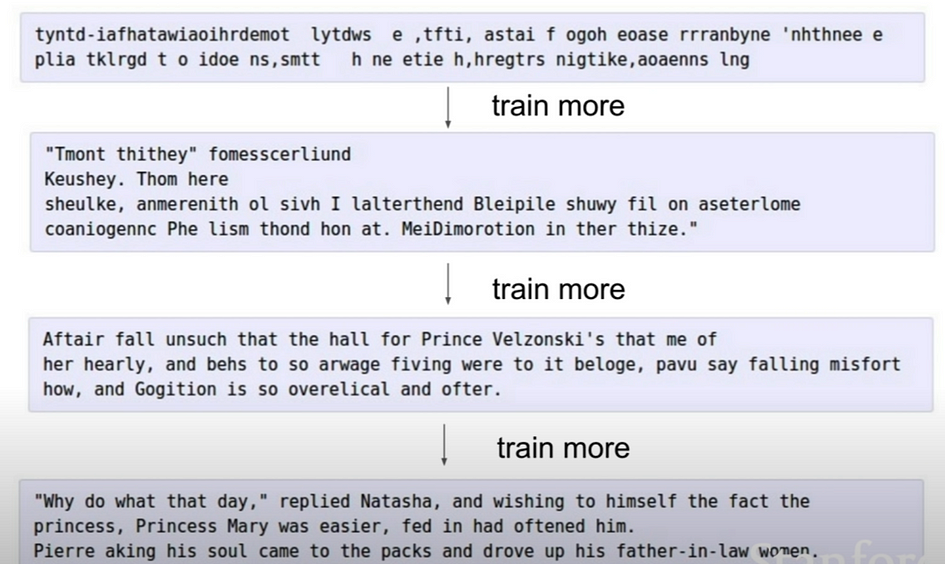 tyntd-iafhatawiaoihrdemot  lytdws  e ,tfti, astai f ogoh eoase rrranbyne 'nhthnee e
plia tklrgd t o idoe ns,smtt   h ne etie h,hregtrs nigtike,aoaenns lng
train more
"Tmont thithey" fomesscerliund
Keushey. Thom here
sheulke, anmerenith ol sivh I lalterthend Bleipile shuwy fil on aseterlome
coaniogennc Phe lism thond hon at. MeiDimorotion in ther thize."
train more
Aftair fall unsuch that the hall for Prince Velzonski's that me of
her hearly, and behs to so arwage fiving were to it beloge, pavu say falling misfort
how, and Gogition is so overelical and ofter.
train more
"Why do what that day," replied Natasha, and wishing to himself the fact the
princess, Princess Mary was easier, fed in had oftened him.
Pierre aking his soul came to the packs and drove up his father-in-law women.